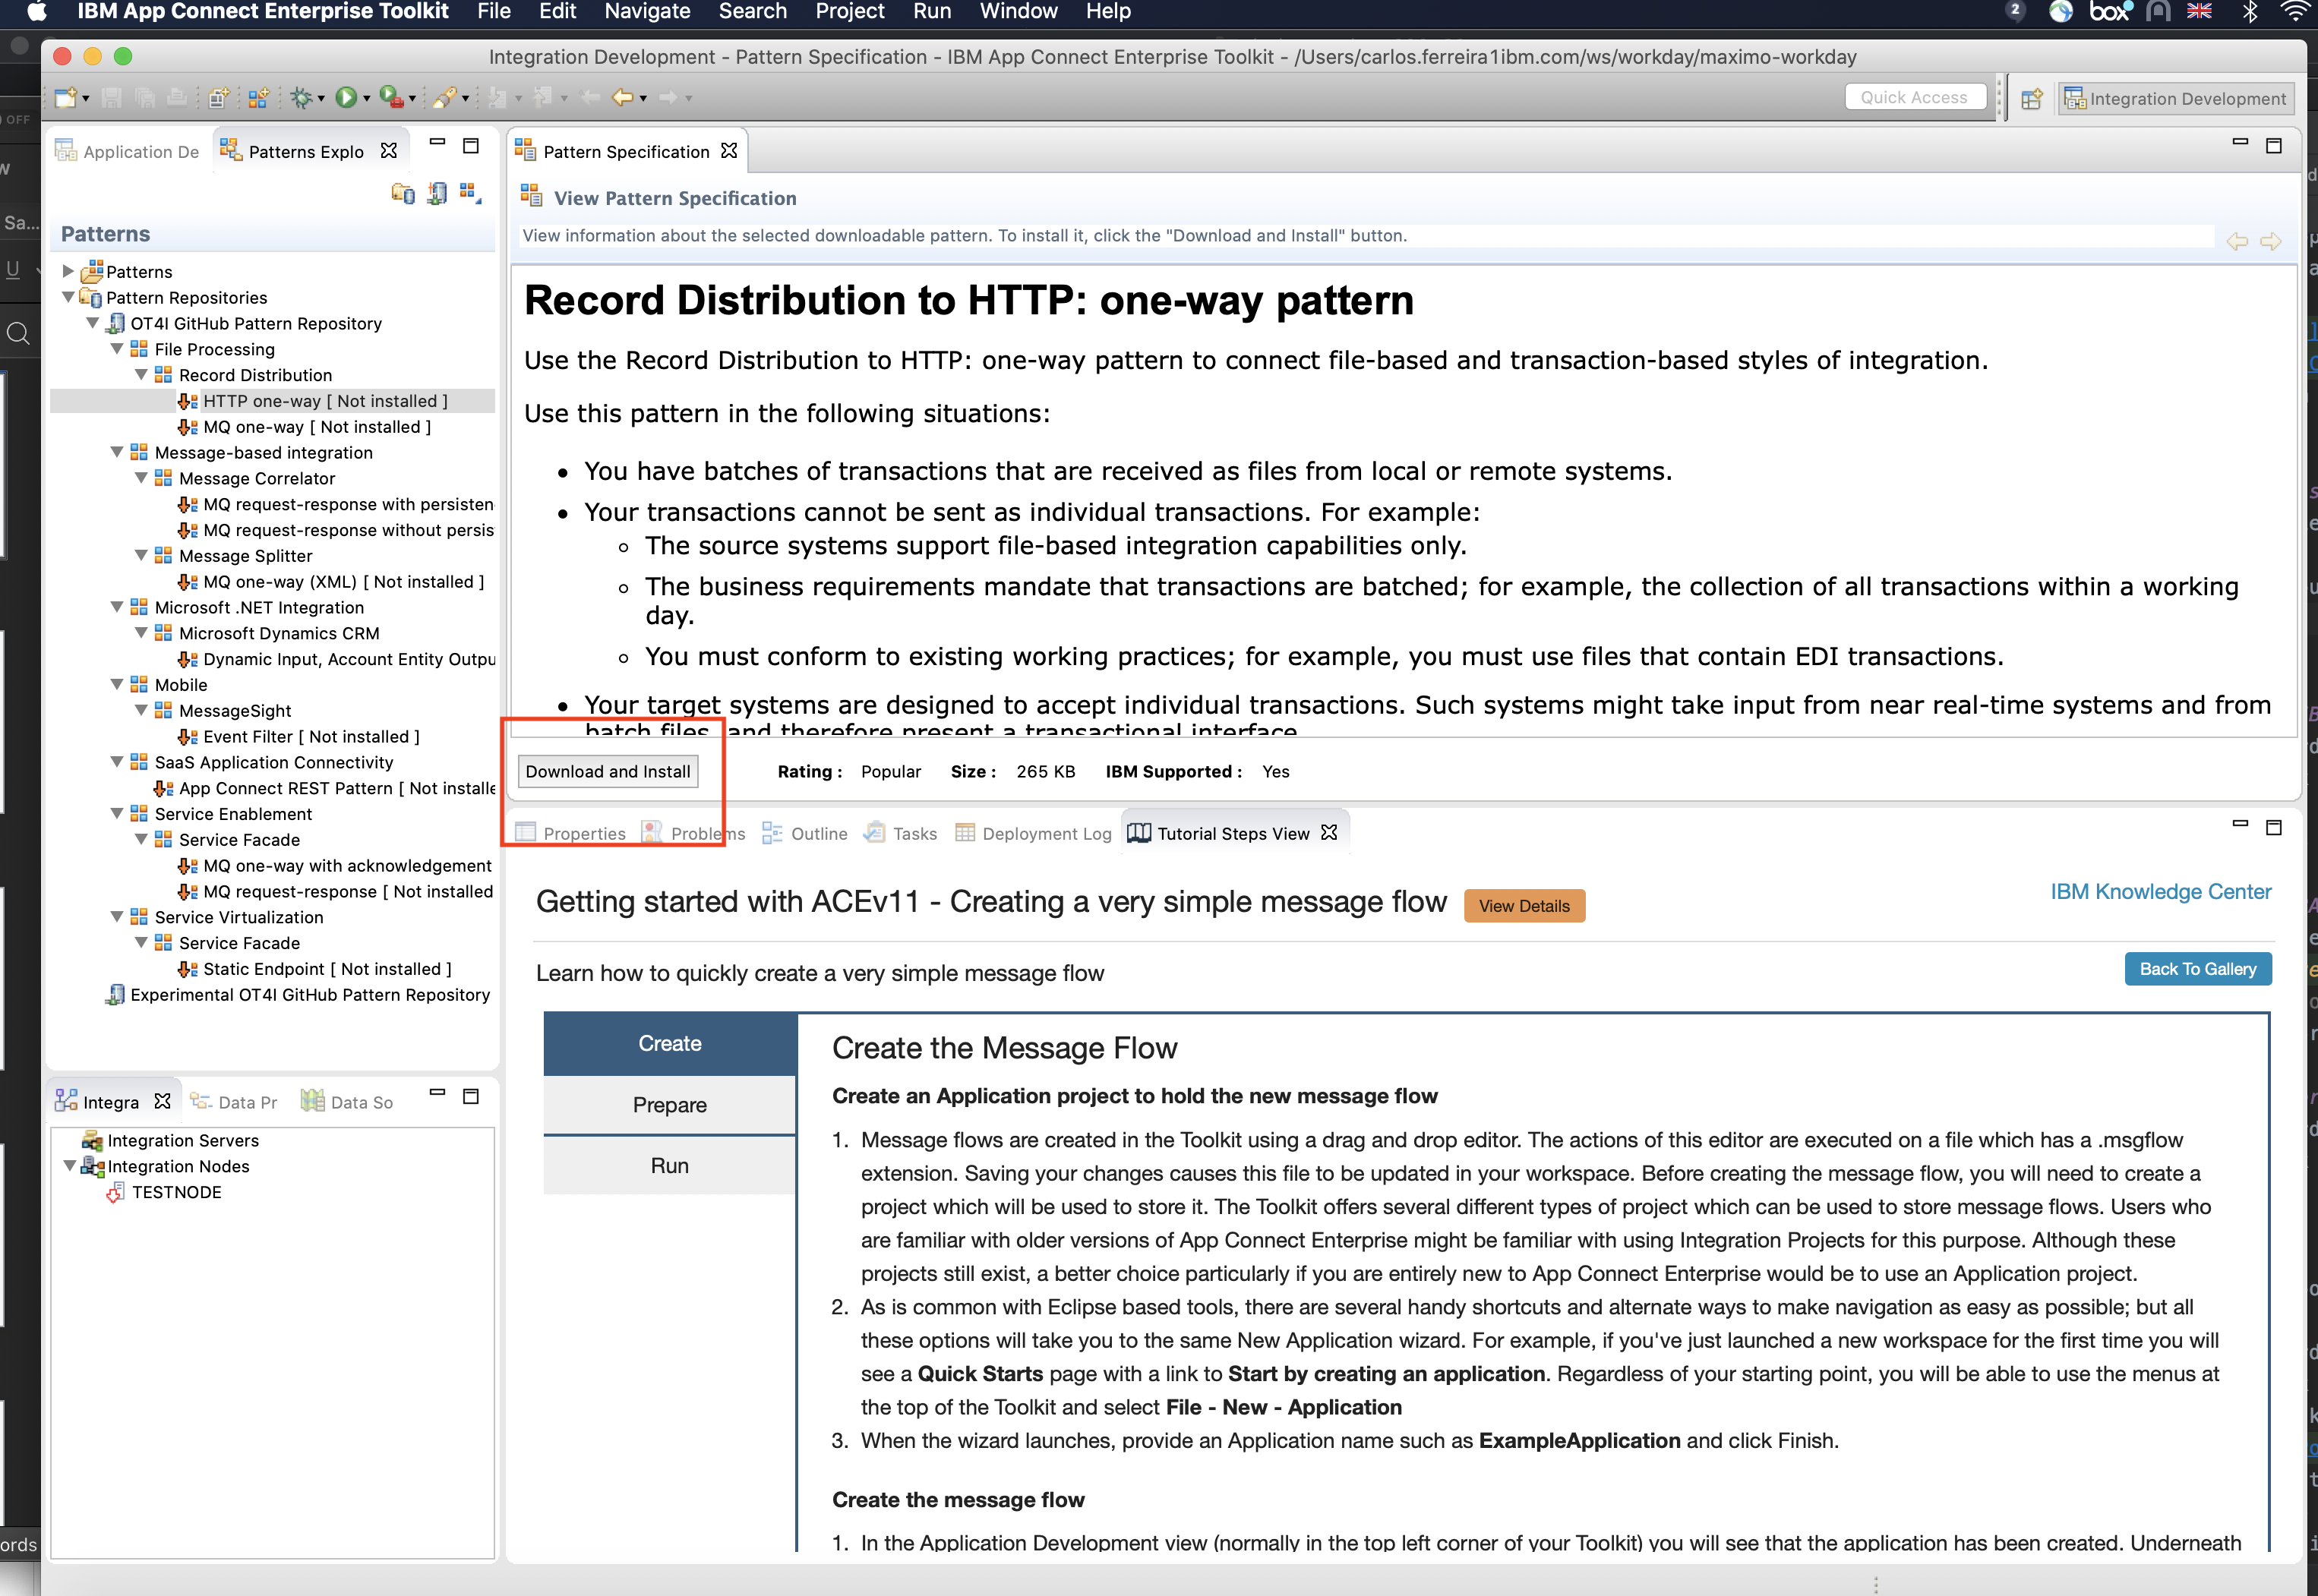 IBM App Connect Enterprise Toolkit File Edit Navigate Search Project Run Window Help
2 box
Integration Development - Pattern Specification - IBM App Connect Enterprise Toolkit - /Users/carlos.ferreira1ibm.com/ws/workday/maximo-workday
Quick Access
Integration Development
OFF
Application De
Patterns Explo
Pattern Specification
Sa...
U
View Pattern Specification
View information about the selected downloadable pattern. To install it, click the "Download and Install" button.
Patterns
Patterns
Pattern Repositories
OT4I GitHub Pattern Repository
File Processing
Record Distribution
HTTP one-way [ Not installed ]
MQ one-way [ Not installed ]
Message-based integration
Message Correlator
MQ request-response with persisten
MQ request-response without persis
Message Splitter
MQ one-way (XML) [ Not installed ]
Microsoft .NET Integration
Microsoft Dynamics CRM
Dynamic Input, Account Entity Outpu
Mobile
MessageSight
Event Filter [ Not installed ]
SaaS Application Connectivity
App Connect REST Pattern [ Not installe
Service Enablement
Service Facade
MQ one-way with acknowledgement
MQ request-response [ Not installed
Service Virtualization
Service Facade
Static Endpoint [ Not installed ]
Experimental OT4I GitHub Pattern Repository
Record Distribution to HTTP: one-way pattern
Use the Record Distribution to HTTP: one-way pattern to connect file-based and transaction-based styles of integration.
Use this pattern in the following situations:
• You have batches of transactions that are received as files from local or remote systems.
• Your transactions cannot be sent as individual transactions. For example:
○ The source systems support file-based integration capabilities only.
○ The business requirements mandate that transactions are batched; for example, the collection of all transactions within a working
day.
○ You must conform to existing working practices; for example, you must use files that contain EDI transactions.
• Your target systems are designed to accept individual transactions. Such systems might take input from near real-time systems and from
batch files, and therefore present a transactional interface.
Download and Install
Rating : Popular Size : 265 KB IBM Supported : Yes
Properties Problems Outline Tasks Deployment Log Tutorial Steps View
Getting started with ACEv11 - Creating a very simple message flow
View Details
IBM Knowledge Center
Learn how to quickly create a very simple message flow
Back To Gallery
Create
Prepare
Run
Create the Message Flow
Create an Application project to hold the new message flow
1. Message flows are created in the Toolkit using a drag and drop editor. The actions of this editor are executed on a file which has a .msgflow
extension. Saving your changes causes this file to be updated in your workspace. Before creating the message flow, you will need to create a
project which will be used to store it. The Toolkit offers several different types of project which can be used to store message flows. Users who
are familiar with older versions of App Connect Enterprise might be familiar with using Integration Projects for this purpose. Although these
projects still exist, a better choice particularly if you are entirely new to App Connect Enterprise would be to use an Application project.
2. As is common with Eclipse based tools, there are several handy shortcuts and alternate ways to make navigation as easy as possible; but all
these options will take you to the same New Application wizard. For example, if you've just launched a new workspace for the first time you will
see a Quick Starts page with a link to Start by creating an application. Regardless of your starting point, you will be able to use the menus at
the top of the Toolkit and select File - New - Application
3. When the wizard launches, provide an Application name such as ExampleApplication and click Finish.
Create the message flow
1. In the Application Development view (normally in the top left corner of your Toolkit) you will see that the application has been created. Underneath
Integra
Data Pr
Data So
Integration Servers
Integration Nodes
TESTNODE
ords